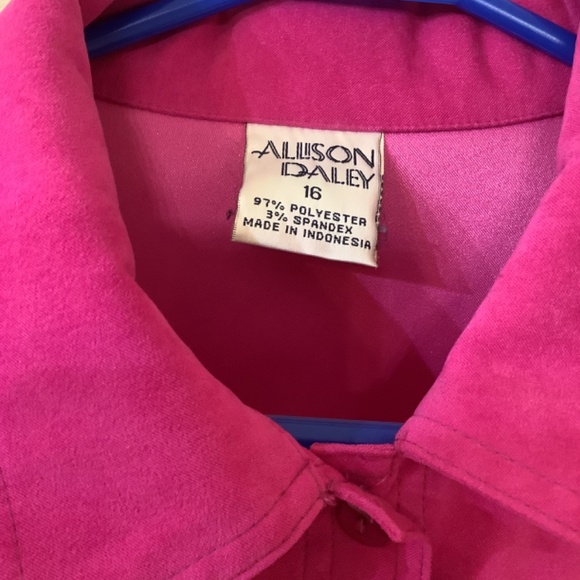 ALLISON
DALEY
16
97% POLYESTER
3% SPANDEX
MADE IN INDONESIA